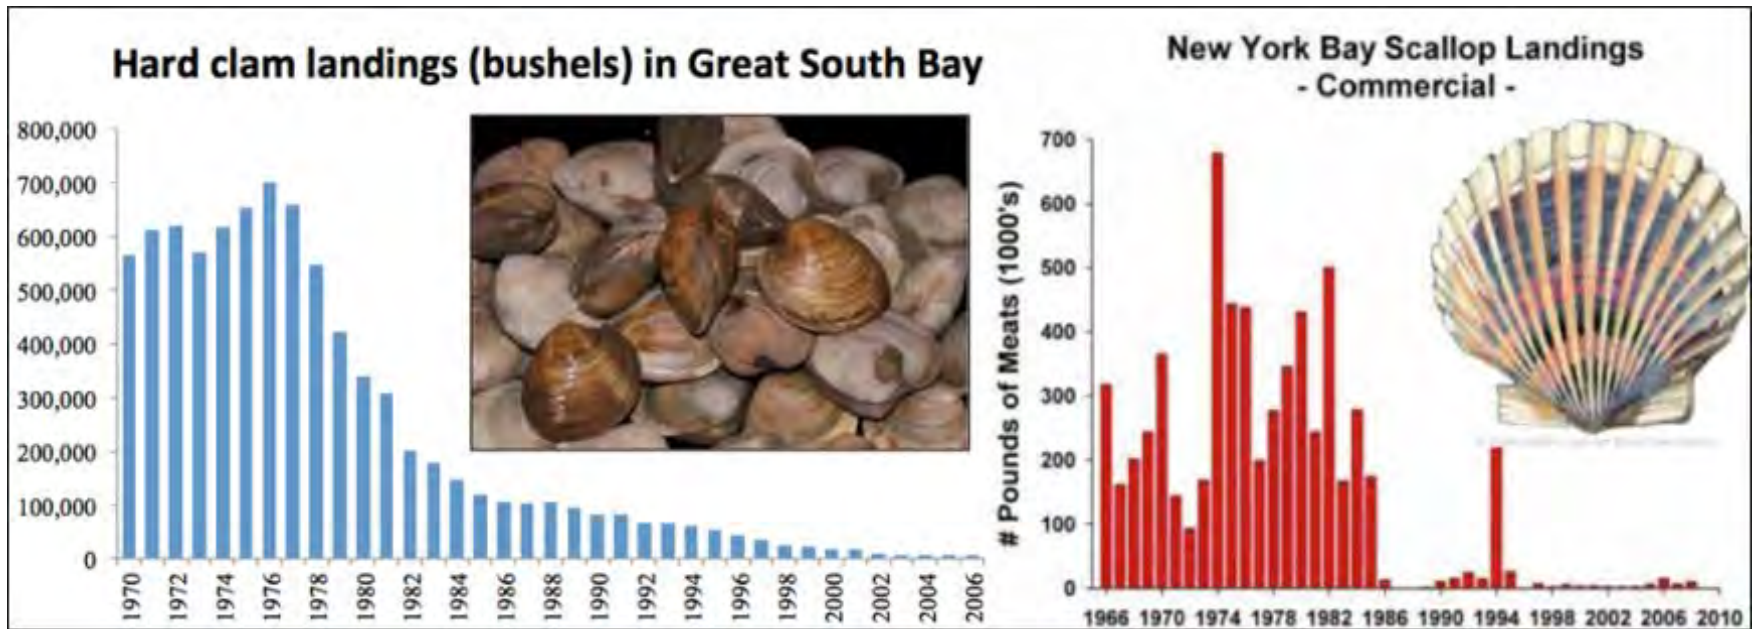 Hard clam landings (bushels) in Great South Bay
800,000
700,000
600,000
500,000
400,000
300,000
200,000
100,000
0
1970 1972 1974 1976 1978 1980 1982 1984 1986 1988 1990 1992 1994 1996 1998 2000 2002 2004 2006
New York Bay Scallop Landings
- Commercial -
# Pounds of Meats (1000's)
700
600
500
400
300
200
100
0
1966 1970 1974 1978 1982 1986 1990 1994 1998 2002 2006 2010